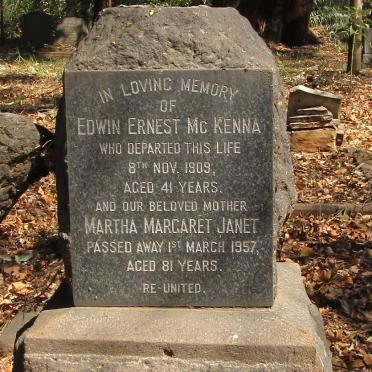 IN LOVING MEMORY
OF
EDWIN ERNEST MC KENNA
WHO DEPARTED THIS LIFE
8TH NOV. 1909,
AGED 41 YEARS.
AND OUR BELOVED MOTHER
MARTHA MARGARET JANET
PASSED AWAY 1ST MARCH 1957,
AGED 81 YEARS.
RE-UNITED.